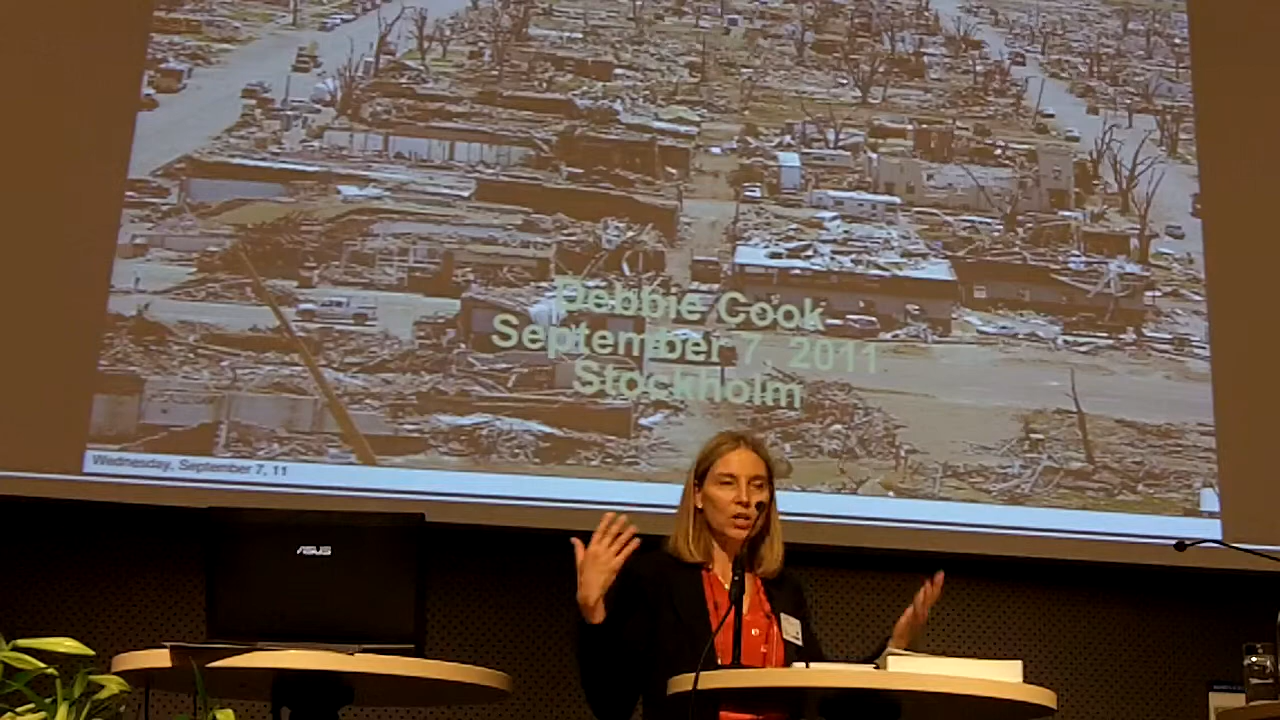 Debbie Cook
September 7, 2011
Stockholm
Wednesday, September 7, 11
ASUS